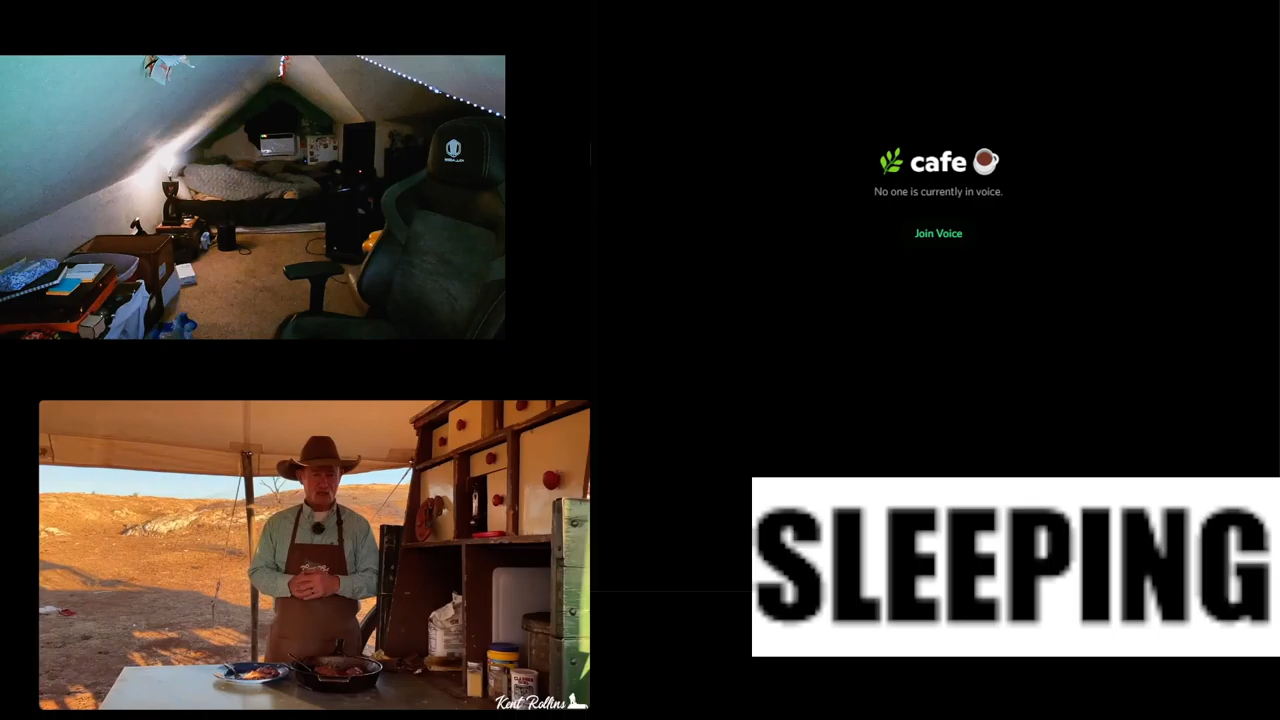 cafe
No one is currently in voice.
Join Voice
SLEEPING
Kent Rollins